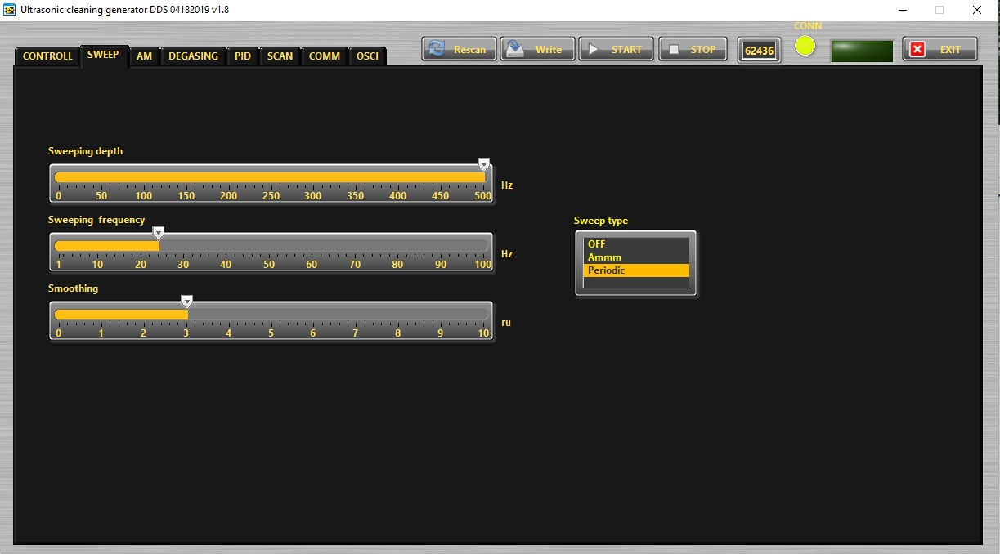 Ultrasonic cleaning generator DDS 04182019 v1.8
CONN
CONTROLL SWEEP AM DEGASING PID SCAN COMM OSCI Rescan Write START STOP 62436 EXIT
Sweeping depth
0 50 100 150 200 250 300 350 400 450 500 Hz
Sweeping frequency
1 10 20 30 40 50 60 70 80 90 100 Hz
Smoothing
0 1 2 3 4 5 6 7 8 9 10 ru
Sweep type
OFF
Ammm
Periodic